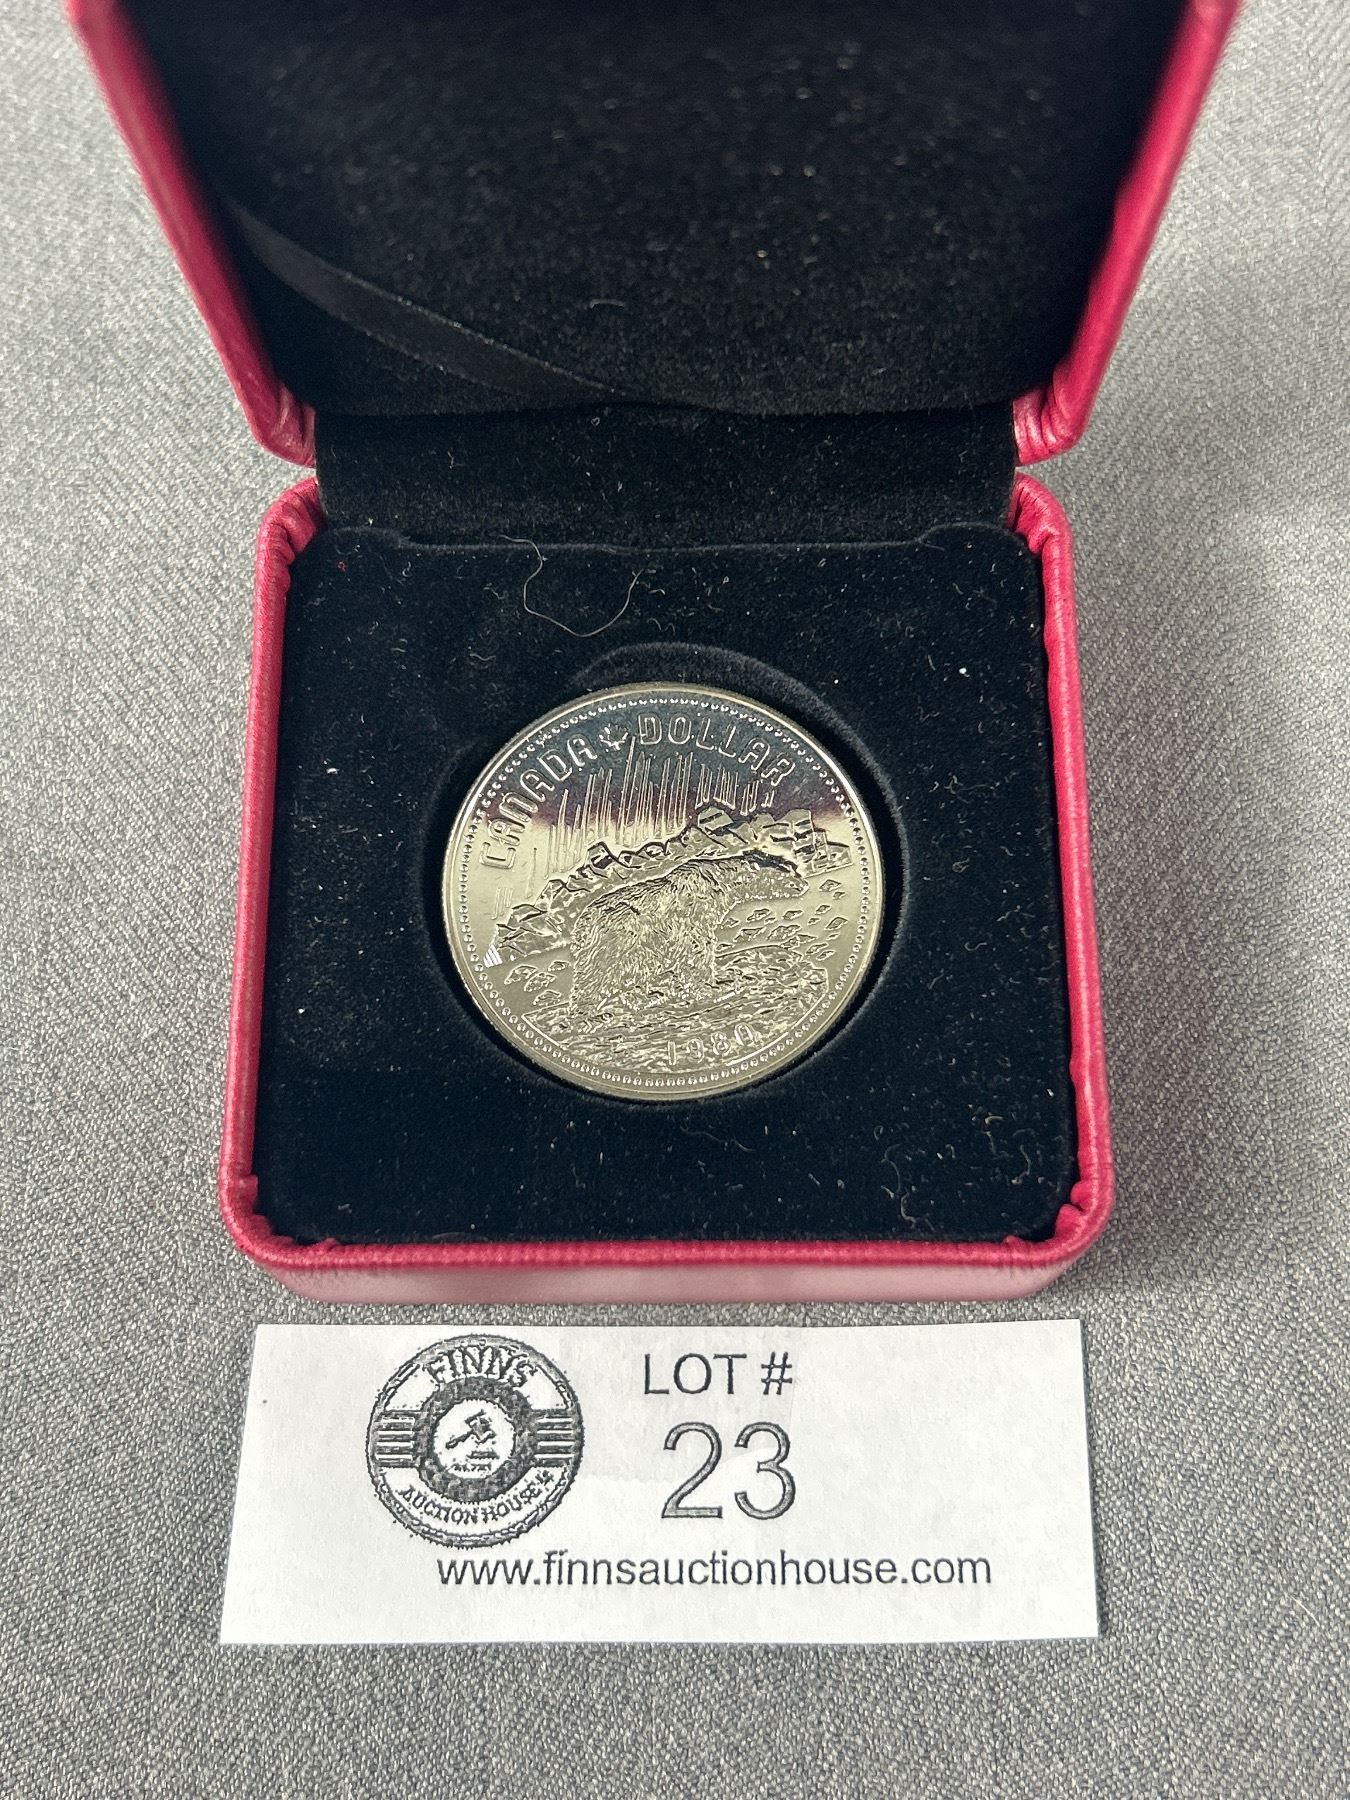 CANADA DOLLAR
1980
FINNS
AUCTION HOUSE
LOT #
23
www.finnsauctionhouse.com